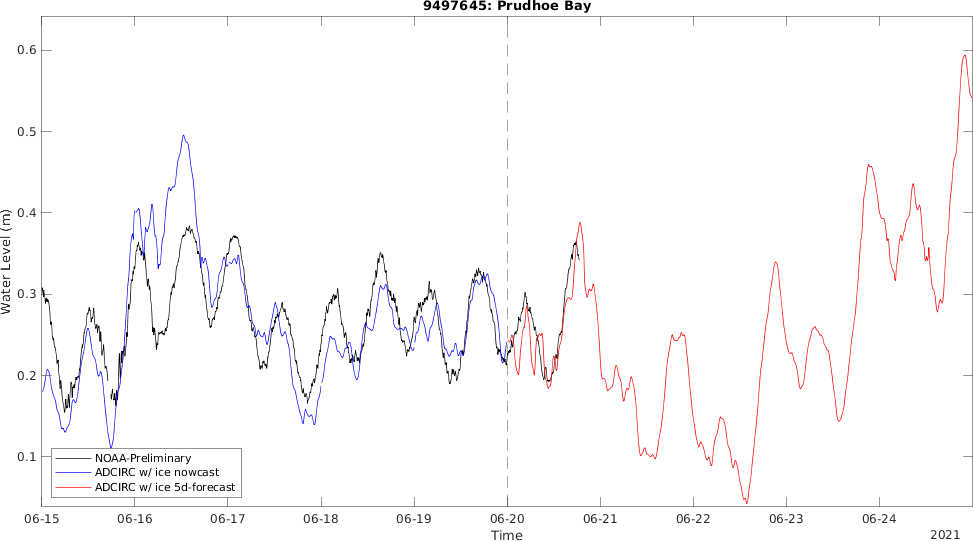 9497645: Prudhoe Bay
Water Level (m)
0.6
0.5
0.4
0.3
0.2
0.1
NOAA-Preliminary
ADCIRC w/ ice nowcast
ADCIRC w/ ice 5d-forecast
06-15 06-16 06-17 06-18 06-19 06-20 06-21 06-22 06-23 06-24
Time
2021